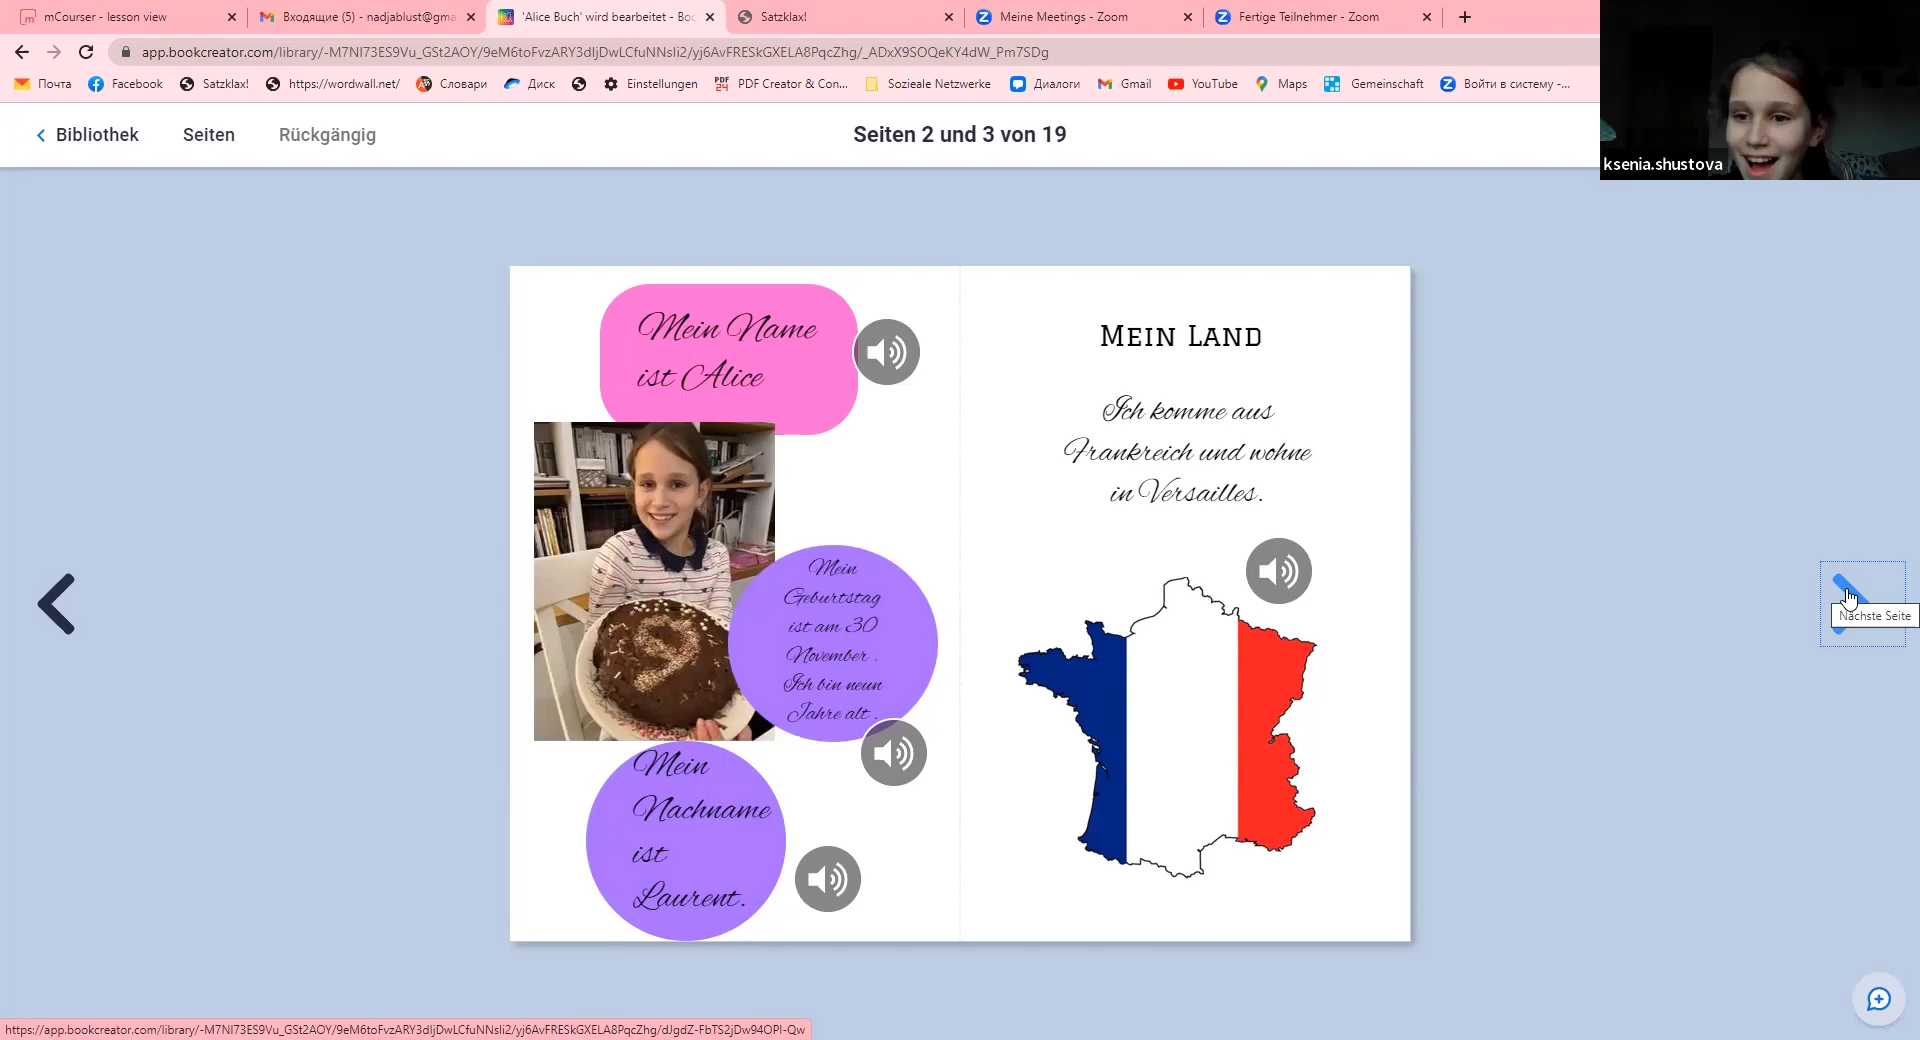 mCourser - lesson view
Входящие (5) - nadjablust@gma
'Alice Buch' wird bearbeitet - Boo
Satzklax!
Meine Meetings - Zoom
Fertige Teilnehmer - Zoom
app.bookcreator.com/library/-M7NI73ES9Vu_GSt2AOY/9eM6toFvzARY3dIjDwLCfuNNsIi2/yj6AvFRESkGXELA8PqcZhg/_ADxX9SOQeKY4dW_Pm7SDg
Почта
Facebook
Satzklax!
https://wordwall.net/
Словари
Диск
Einstellungen
PDF Creator & Con...
Sozieale Netzwerke
Диалоги
Gmail
YouTube
Maps
Gemeinschaft
Войти в систему -...
ksenia.shustova
Bibliothek
Seiten
Rückgängig
Seiten 2 und 3 von 19
Mein Name
ist Alice
9
Mein
Geburtstag
ist am 30
November .
Ich bin neun
Jahre alt .
Mein
Nachname
ist
Laurent.
Mein Land
Ich komme aus
Frankreich und wohne
in Versailles.
Nächste Seite
https://app.bookcreator.com/library/-M7NI73ES9Vu_GSt2AOY/9eM6toFvzARY3dIjDwLCfuNNsIi2/yj6AvFRESkGXELA8PqcZhg/dJgdZ-FbTS2jDw94OPI-Qw